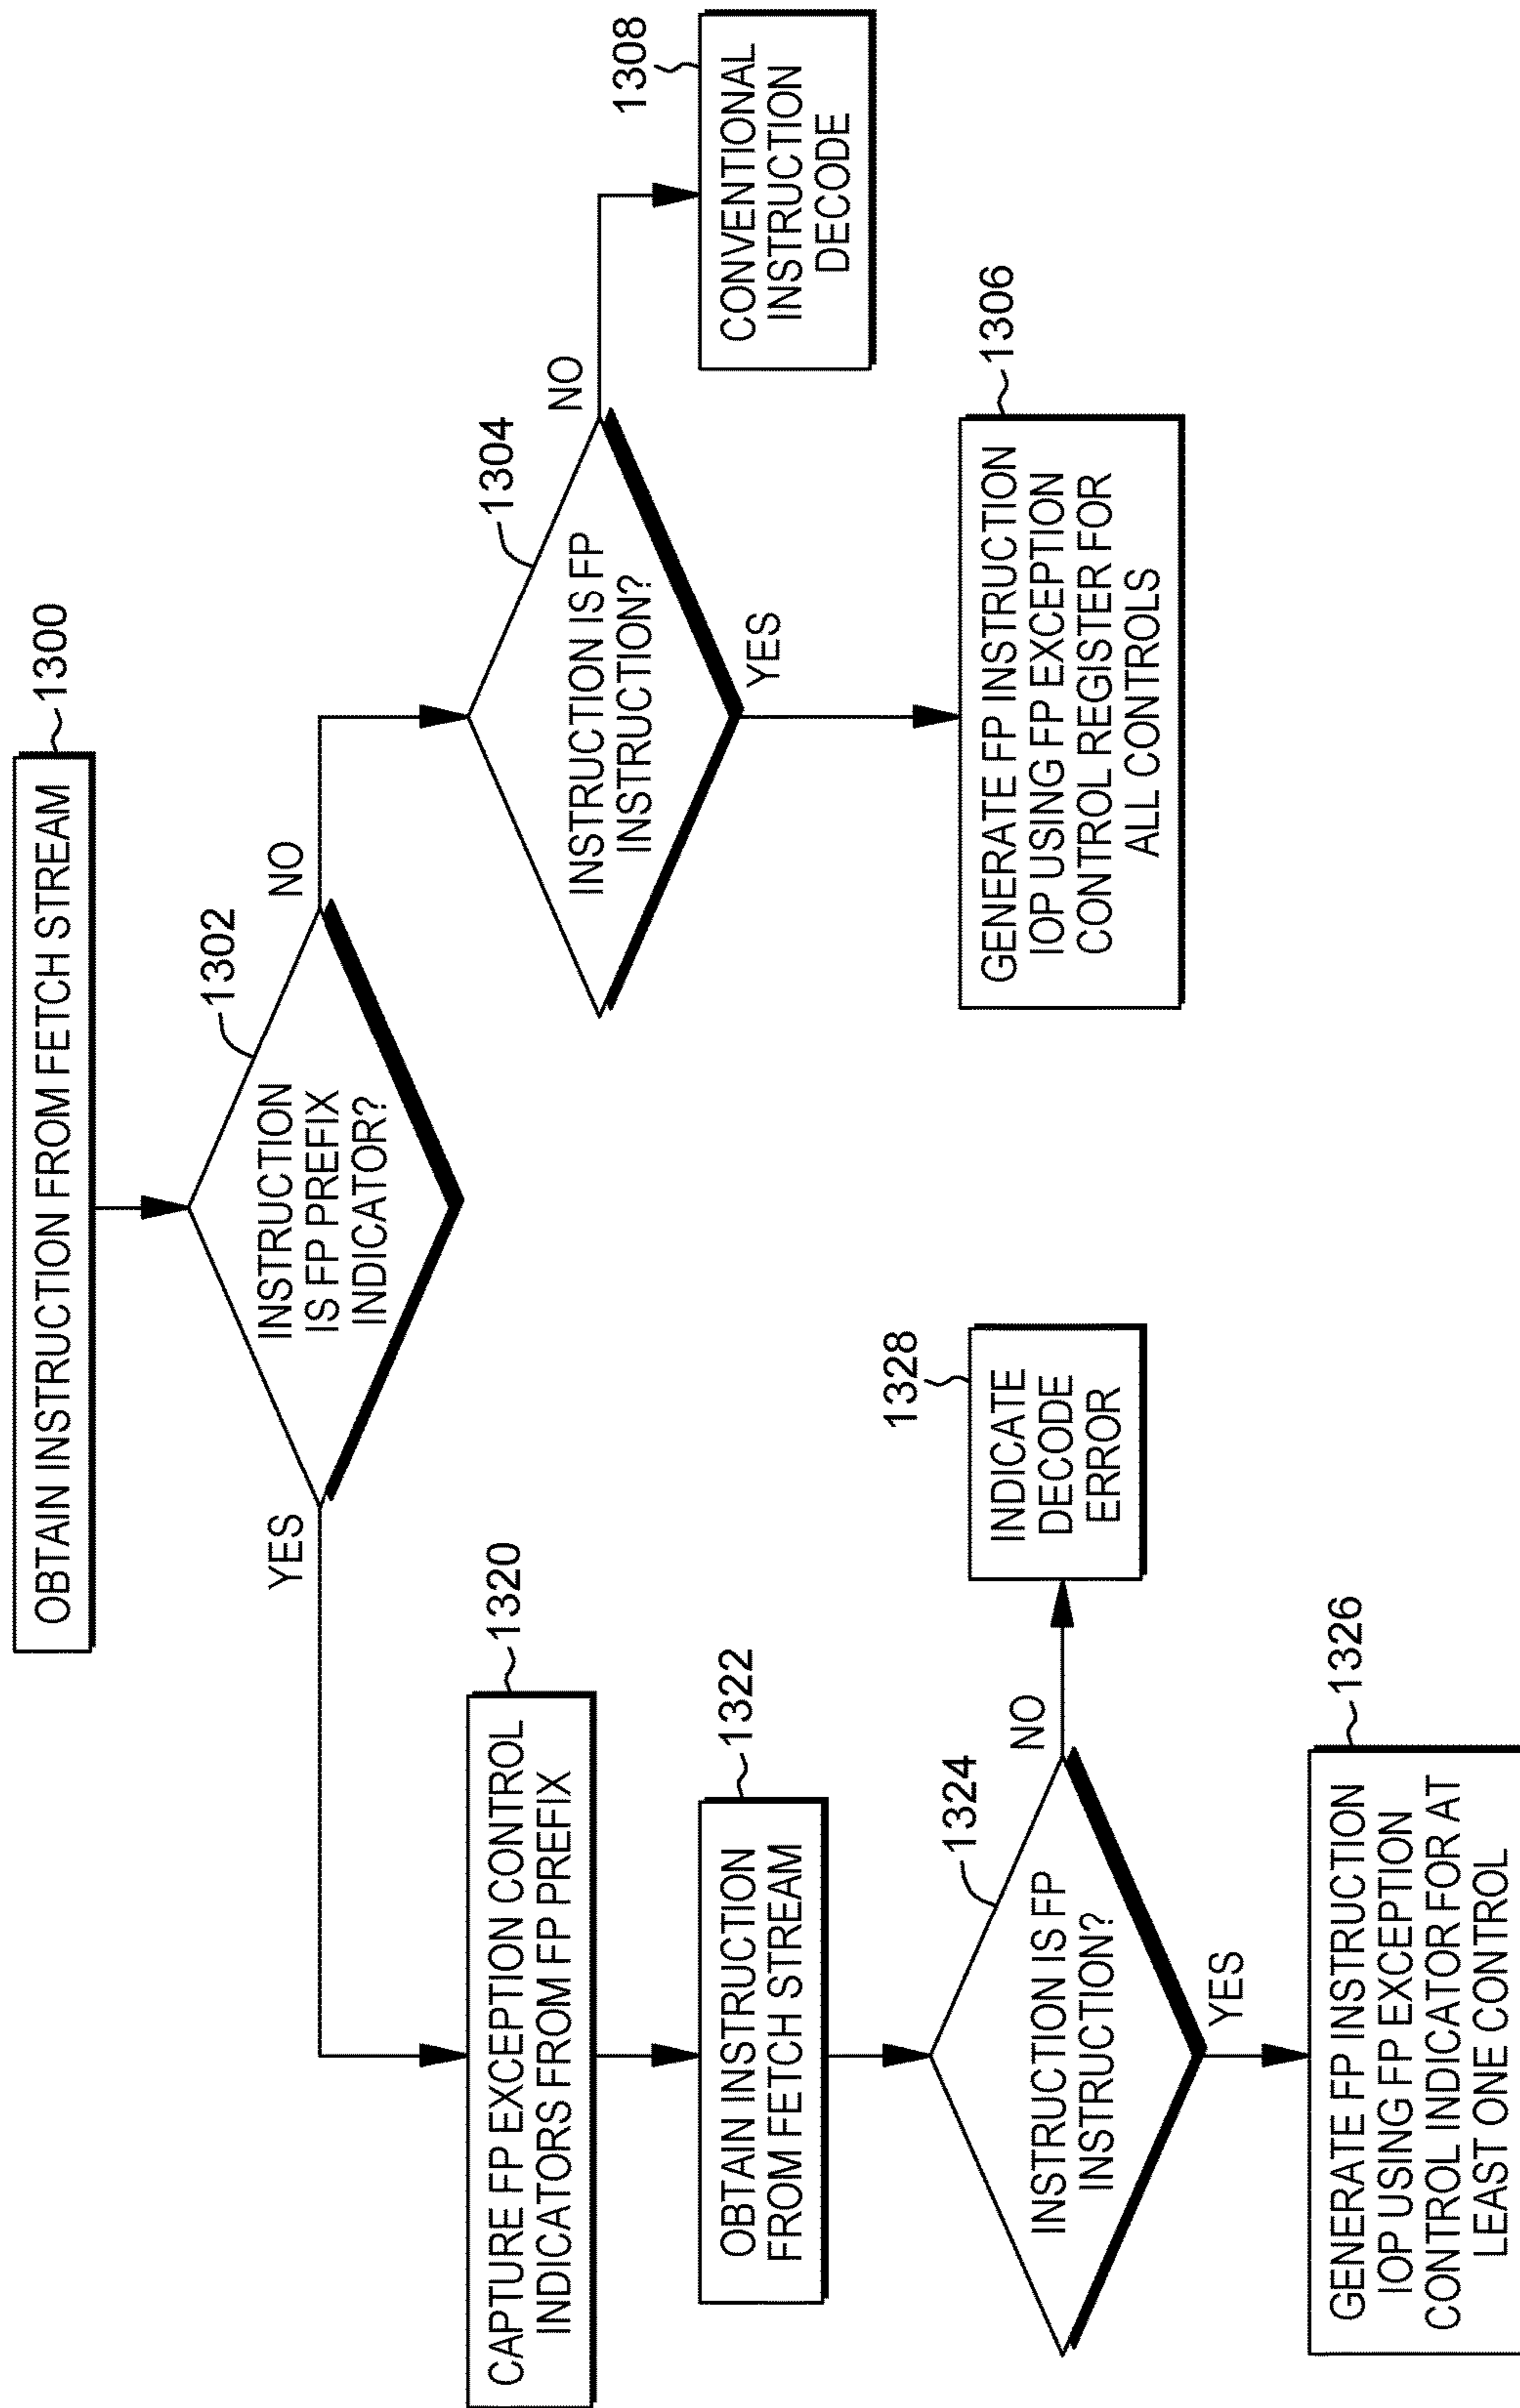 OBTAIN INSTRUCTION FROM FETCH STREAM
1300
INSTRUCTION
IS FP PREFIX
INDICATOR?
1302
YES
NO
CAPTURE FP EXCEPTION CONTROL
INDICATORS FROM FP PREFIX
1320
OBTAIN INSTRUCTION
FROM FETCH STREAM
1322
INSTRUCTION IS FP
INSTRUCTION?
1324
NO
INDICATE
DECODE
ERROR
1328
YES
GENERATE FP INSTRUCTION
IOP USING FP EXCEPTION
CONTROL INDICATOR FOR AT
LEAST ONE CONTROL
1326
INSTRUCTION IS FP
INSTRUCTION?
1304
NO
CONVENTIONAL
INSTRUCTION
DECODE
1308
YES
GENERATE FP INSTRUCTION
IOP USING FP EXCEPTION
CONTROL REGISTER FOR
ALL CONTROLS
1306